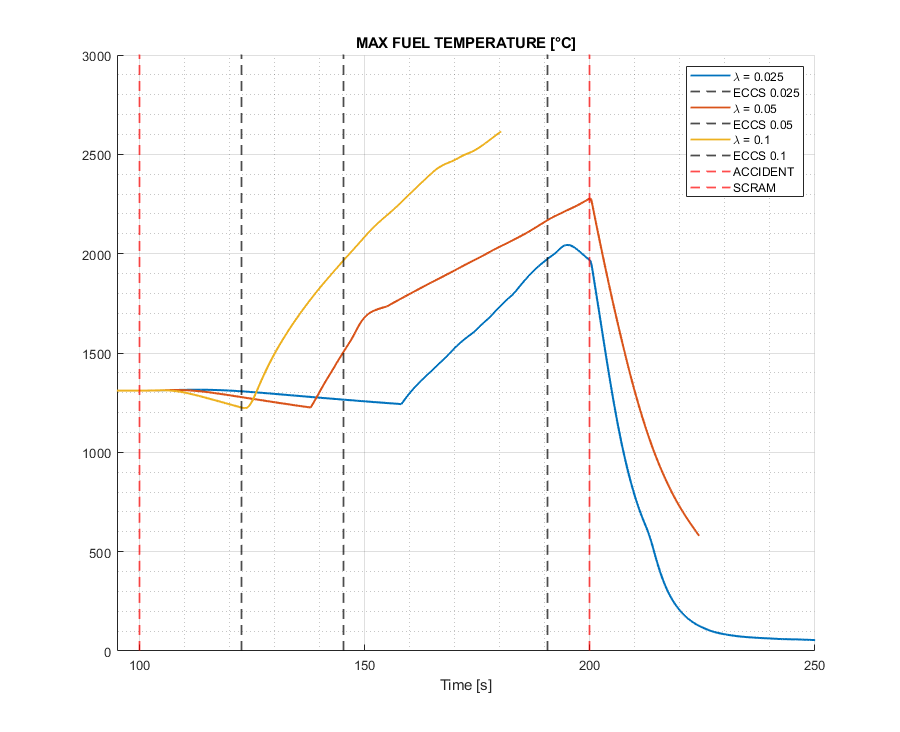 MAX FUEL TEMPERATURE [°C]
3000
2500
2000
1500
1000
500
0
λ = 0.025
ECCS 0.025
λ = 0.05
ECCS 0.05
λ = 0.1
ECCS 0.1
ACCIDENT
SCRAM
100 150 200 250
Time [s]